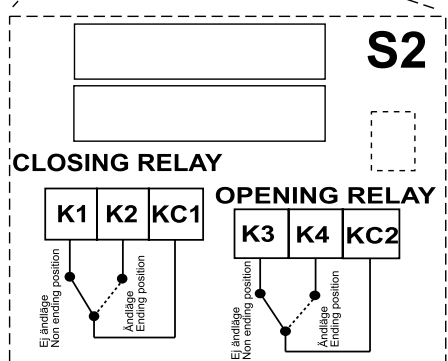 S2
CLOSING RELAY
K1 K2 KC1
Ej ändläge
Non ending position
Ändläge
Ending position
OPENING RELAY
K3 K4 KC2
Ej ändläge
Non ending position
Ändläge
Ending position